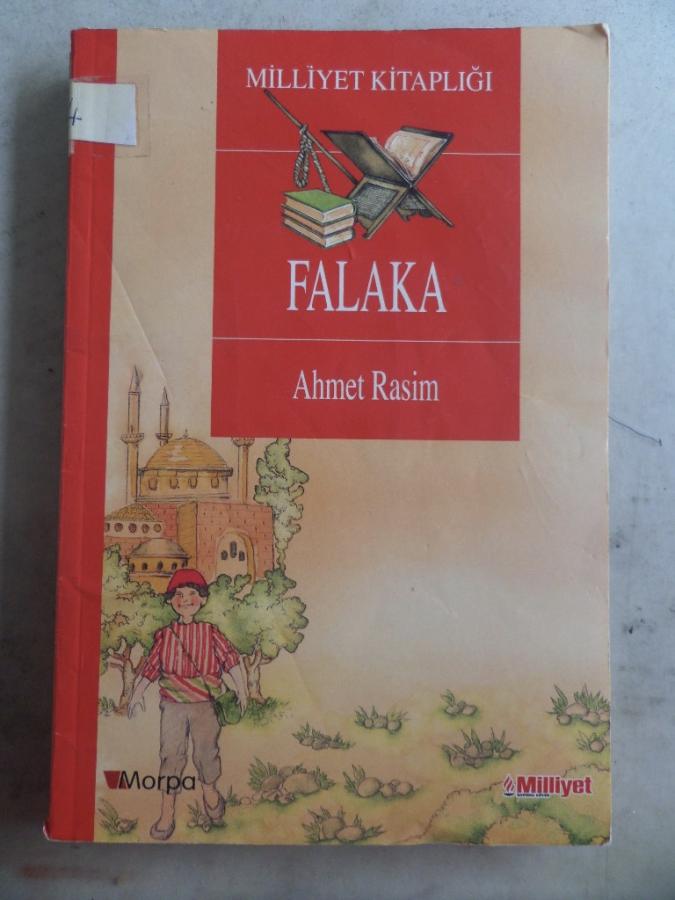 MİLLİYET KİTAPLIĞI
FALAKA
Ahmet Rasim
Morpa
Milliyet